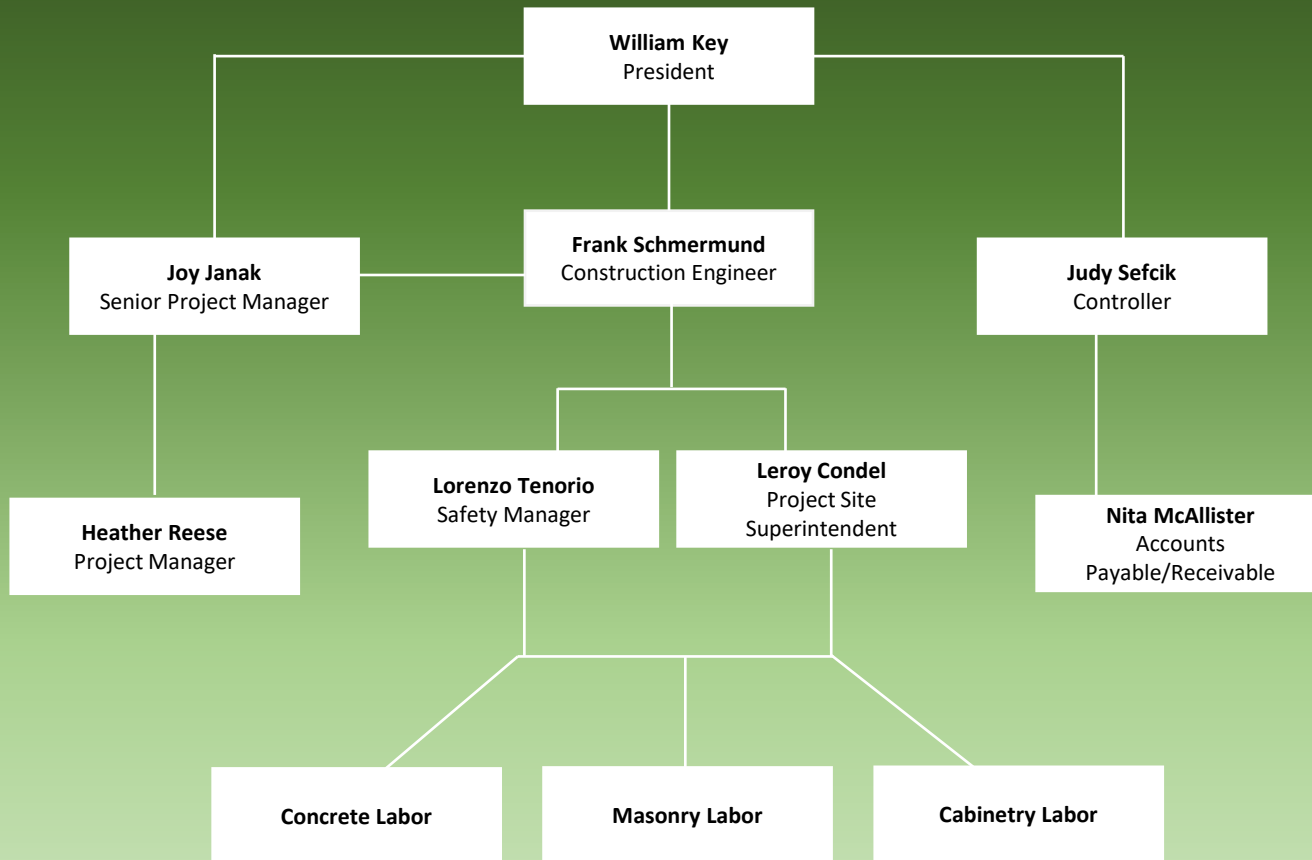 William Key
President
Frank Schmermund
Construction Engineer
Joy Janak
Senior Project Manager
Judy Sefcik
Controller
Lorenzo Tenorio
Safety Manager
Leroy Condel
Project Site
Superintendent
Heather Reese
Project Manager
Nita McAllister
Accounts
Payable/Receivable
Concrete Labor
Masonry Labor
Cabinetry Labor